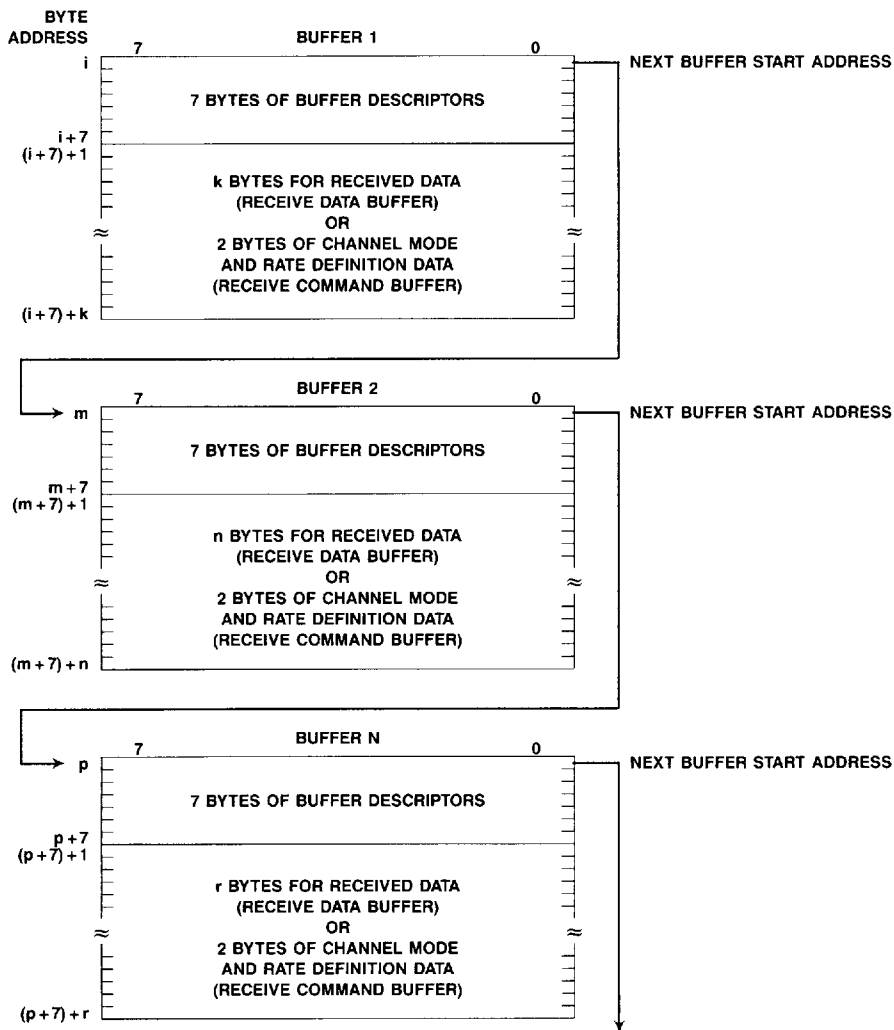 BYTE
ADDRESS
BUFFER 1
7 0
i
NEXT BUFFER START ADDRESS
7 BYTES OF BUFFER DESCRIPTORS
i+7
(i+7)+1
k BYTES FOR RECEIVED DATA
(RECEIVE DATA BUFFER)
OR
2 BYTES OF CHANNEL MODE
AND RATE DEFINITION DATA
(RECEIVE COMMAND BUFFER)
≈ ≈
(i+7)+k
BUFFER 2
7 0
m
NEXT BUFFER START ADDRESS
7 BYTES OF BUFFER DESCRIPTORS
m+7
(m+7)+1
n BYTES FOR RECEIVED DATA
(RECEIVE DATA BUFFER)
OR
≈ ≈
2 BYTES OF CHANNEL MODE
AND RATE DEFINITION DATA
(RECEIVE COMMAND BUFFER)
(m+7)+n
BUFFER N
7 0
p
NEXT BUFFER START ADDRESS
7 BYTES OF BUFFER DESCRIPTORS
p+7
(p+7)+1
r BYTES FOR RECEIVED DATA
(RECEIVE DATA BUFFER)
OR
≈ ≈
2 BYTES OF CHANNEL MODE
AND RATE DEFINITION DATA
(RECEIVE COMMAND BUFFER)
(p+7)+r